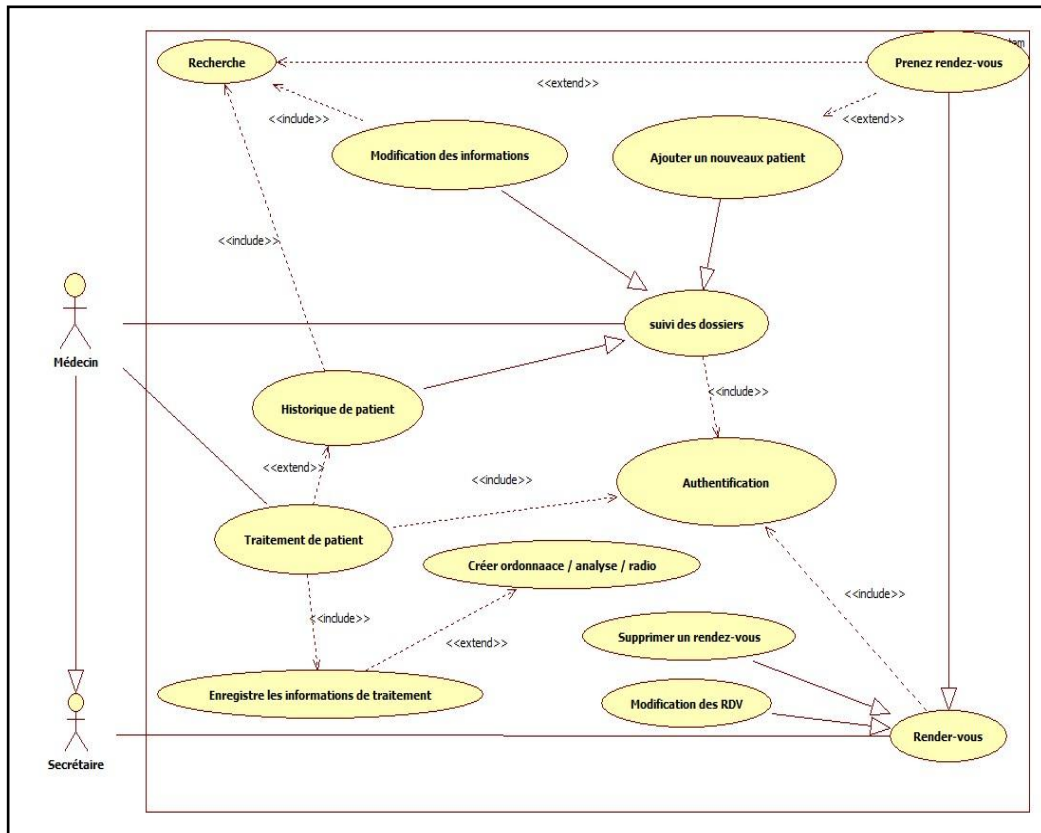 tem
Recherche
Prenez rendez-vous
<<extend>>
<<include>>
<<extend>>
Modification des informations
Ajouter un nouveaux patient
<<include>>
suivi des dossiers
Médecin
<<include>>
Historique de patient
<<extend>>
<<include>>
Authentification
Traitement de patient
Créer ordonnaace / analyse / radio
<<include>>
<<include>>
<<extend>>
Supprimer un rendez-vous
Enregistre les informations de traitement
Modification des RDV
Render-vous
Secrétaire